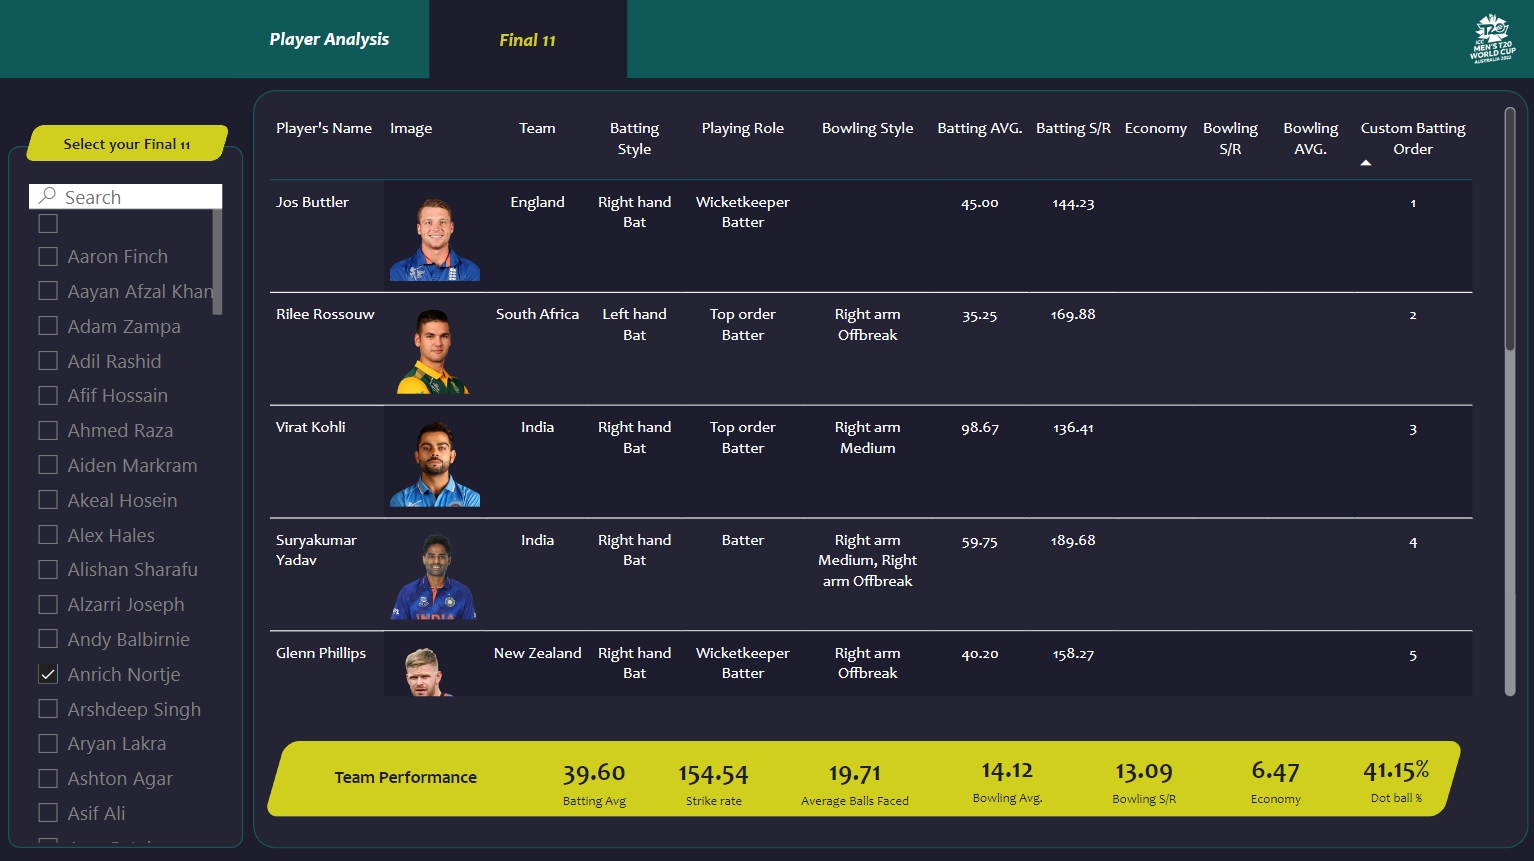 Player Analysis
Final 11
ICC
MEN'S T20
WORLD CUP
AUSTRALIA 2022
Select your Final 11
Search
Aaron Finch
Aayan Afzal Khan
Adam Zampa
Adil Rashid
Afif Hossain
Ahmed Raza
Aiden Markram
Akeal Hosein
Alex Hales
Alishan Sharafu
Alzarri Joseph
Andy Balbirnie
Anrich Nortje
Arshdeep Singh
Aryan Lakra
Ashton Agar
Asif Ali
Player's Name Image Team Batting Style Playing Role Bowling Style Batting AVG. Batting S/R Economy Bowling S/R Bowling AVG. Custom Batting Order
Jos Buttler England Right hand Bat Wicketkeeper Batter 45.00 144.23 1
Rilee Rossouw South Africa Left hand Bat Top order Batter Right arm Offbreak 35.25 169.88 2
Virat Kohli India Right hand Bat Top order Batter Right arm Medium 98.67 136.41 3
Suryakumar Yadav India Right hand Bat Batter Right arm Medium, Right arm Offbreak 59.75 189.68 4
INDIA
Glenn Phillips New Zealand Right hand Bat Wicketkeeper Batter Right arm Offbreak 40.20 158.27 5
Team Performance
39.60 154.54 19.71 14.12 13.09 6.47 41.15%
Batting Avg Strike rate Average Balls Faced Bowling Avg. Bowling S/R Economy Dot ball %